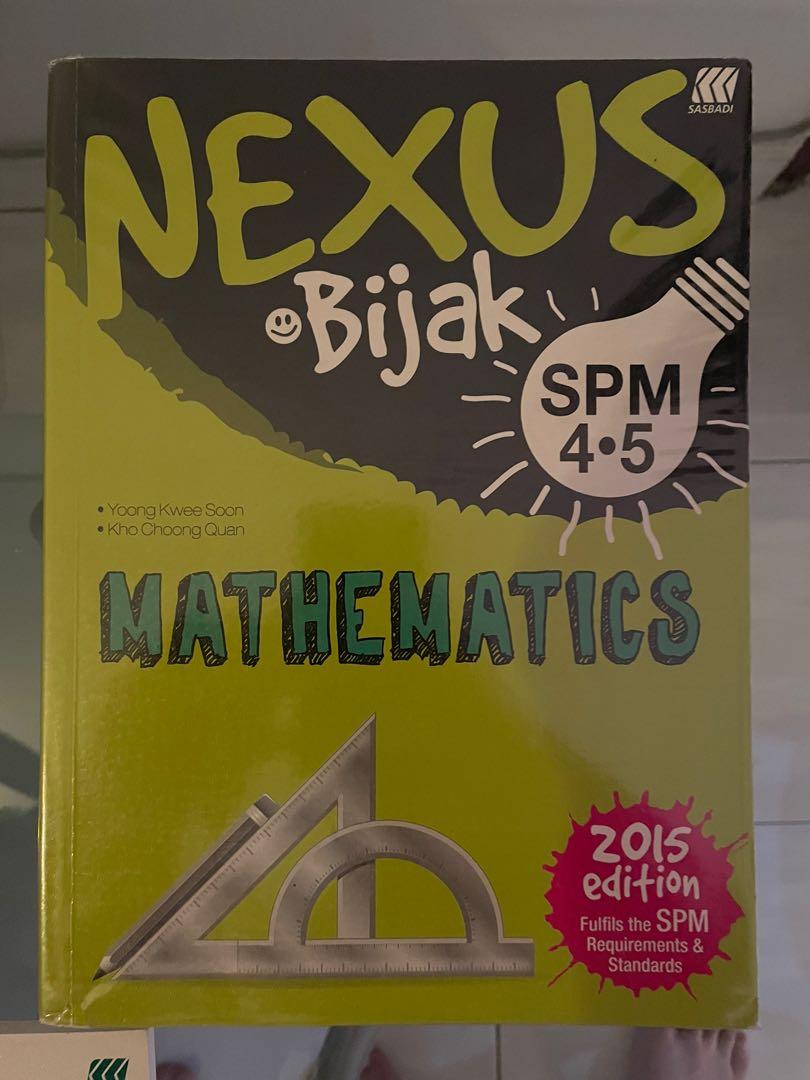 NEXUS
SASBADI
Bijak
SPM
4•5
• Yoong Kwee Soon
• Kho Choong Quan
MATHEMATICS
2015
edition
Fulfils the SPM
Requirements &
Standards